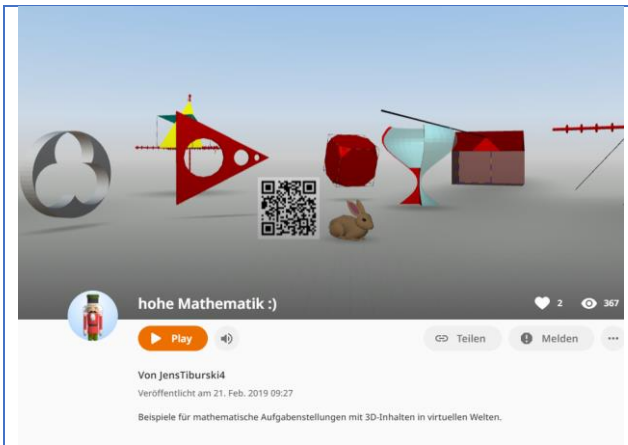 hohe Mathematik :)
2
367
Play
Teilen
Melden
Von JensTiburski4
Veröffentlicht am 21. Feb. 2019 09:27
Beispiele für mathematische Aufgabenstellungen mit 3D-Inhalten in virtuellen Welten.